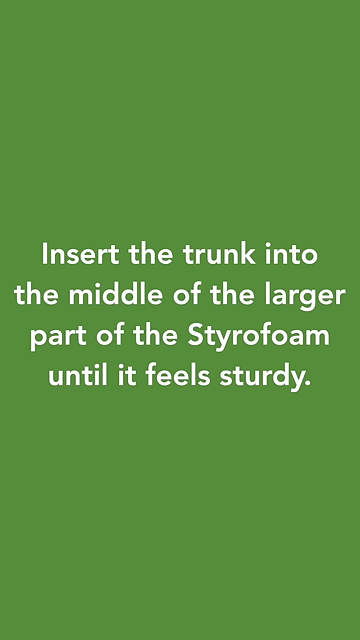 Insert the trunk into
the middle of the larger
part of the Styrofoam
until it feels sturdy.